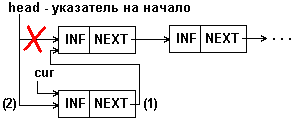 head - указатель на начало
INF NEXT INF NEXT . . .
cur
(2) INF NEXT (1)